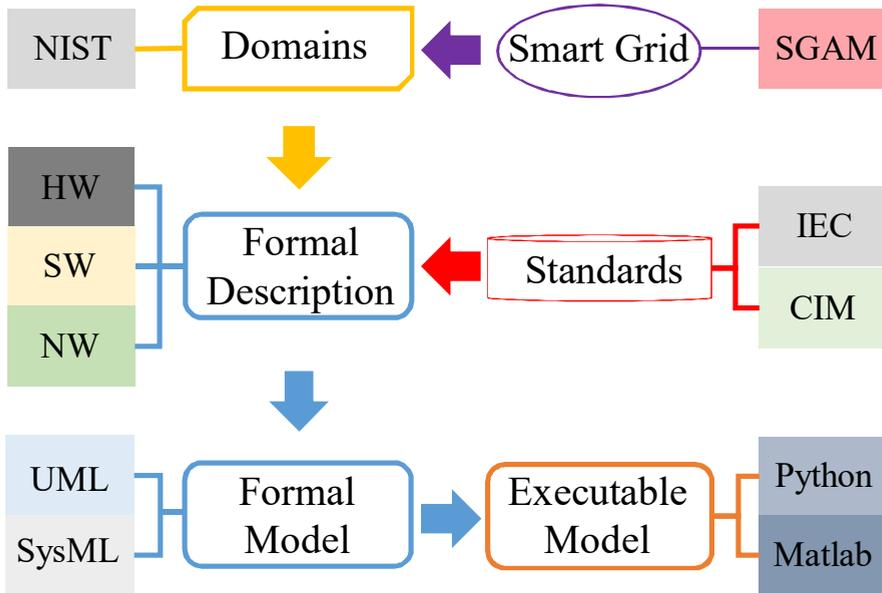 NIST
Domains
Smart Grid
SGAM
HW
SW
NW
Formal
Description
Standards
IEC
CIM
UML
SysML
Formal
Model
Executable
Model
Python
Matlab